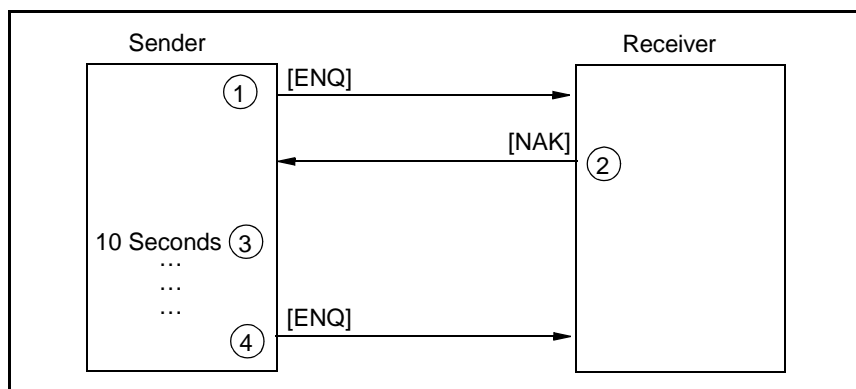 Sender
Receiver
1
[ENQ]
[NAK]
2
10 Seconds 3
…
…
…
4
[ENQ]